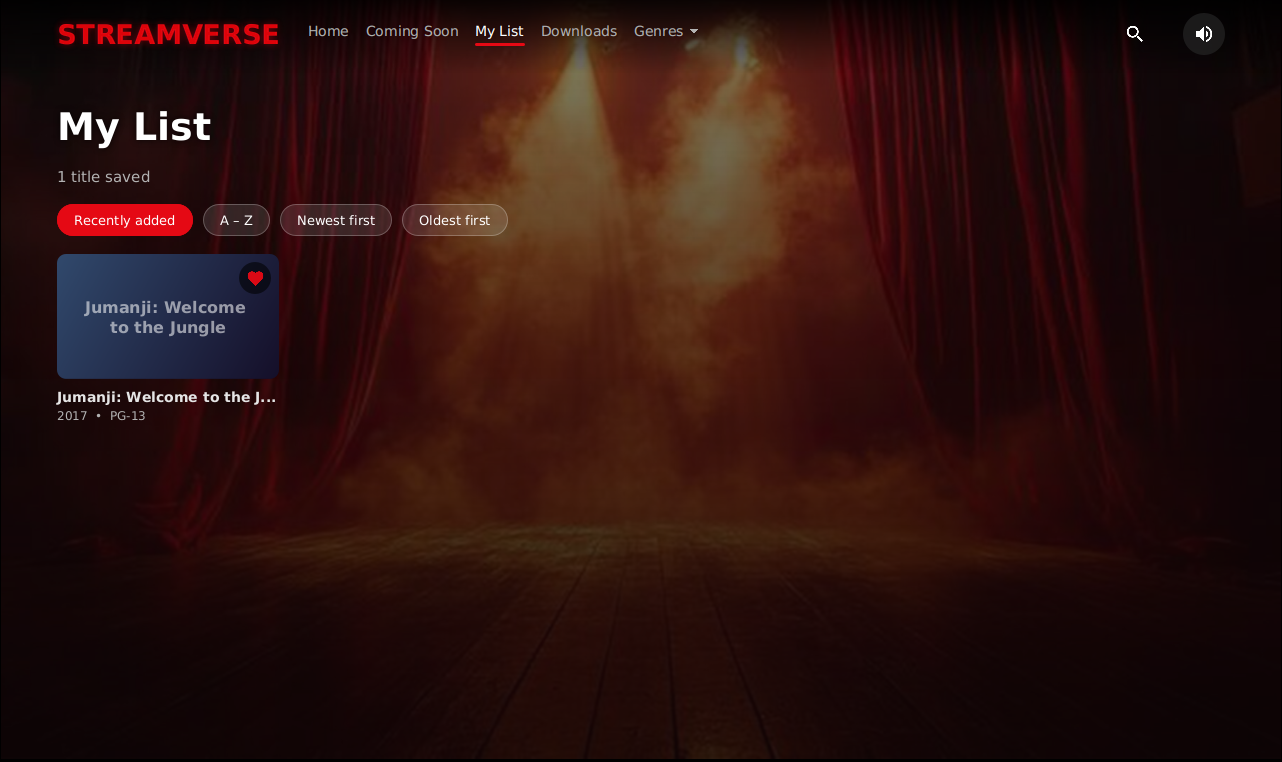 STREAMVERSE
Home
Coming Soon
My List
Downloads
Genres
My List
1 title saved
Recently added
A – Z
Newest first
Oldest first
Jumanji: Welcome
to the Jungle
Jumanji: Welcome to the J...
2017 • PG-13